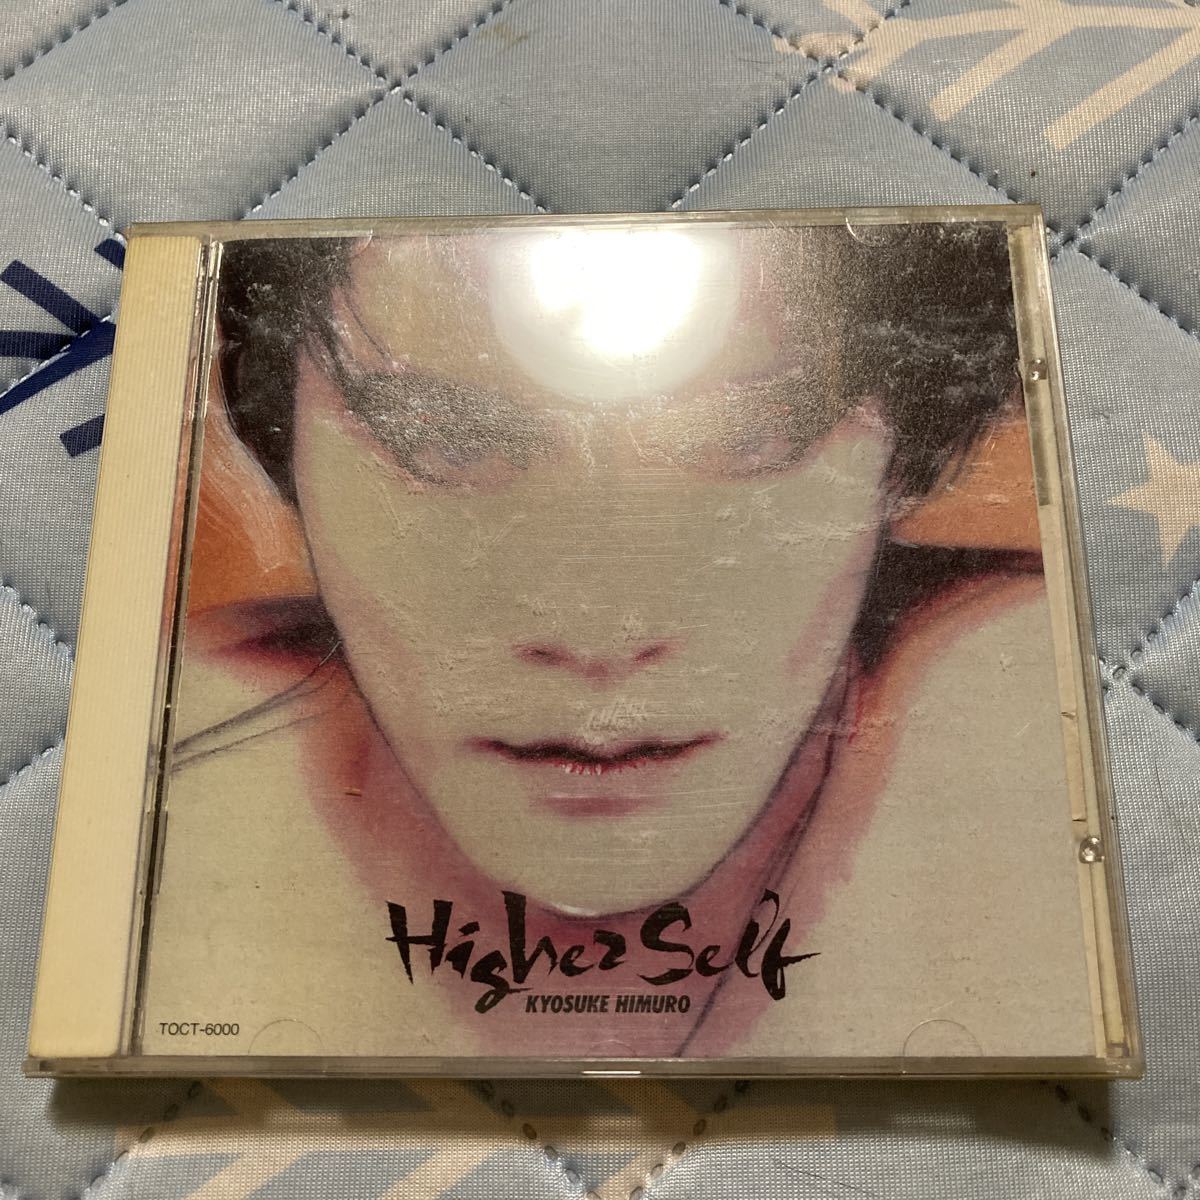 Higher Self
KYOSUKE HIMURO
TOCT-6000